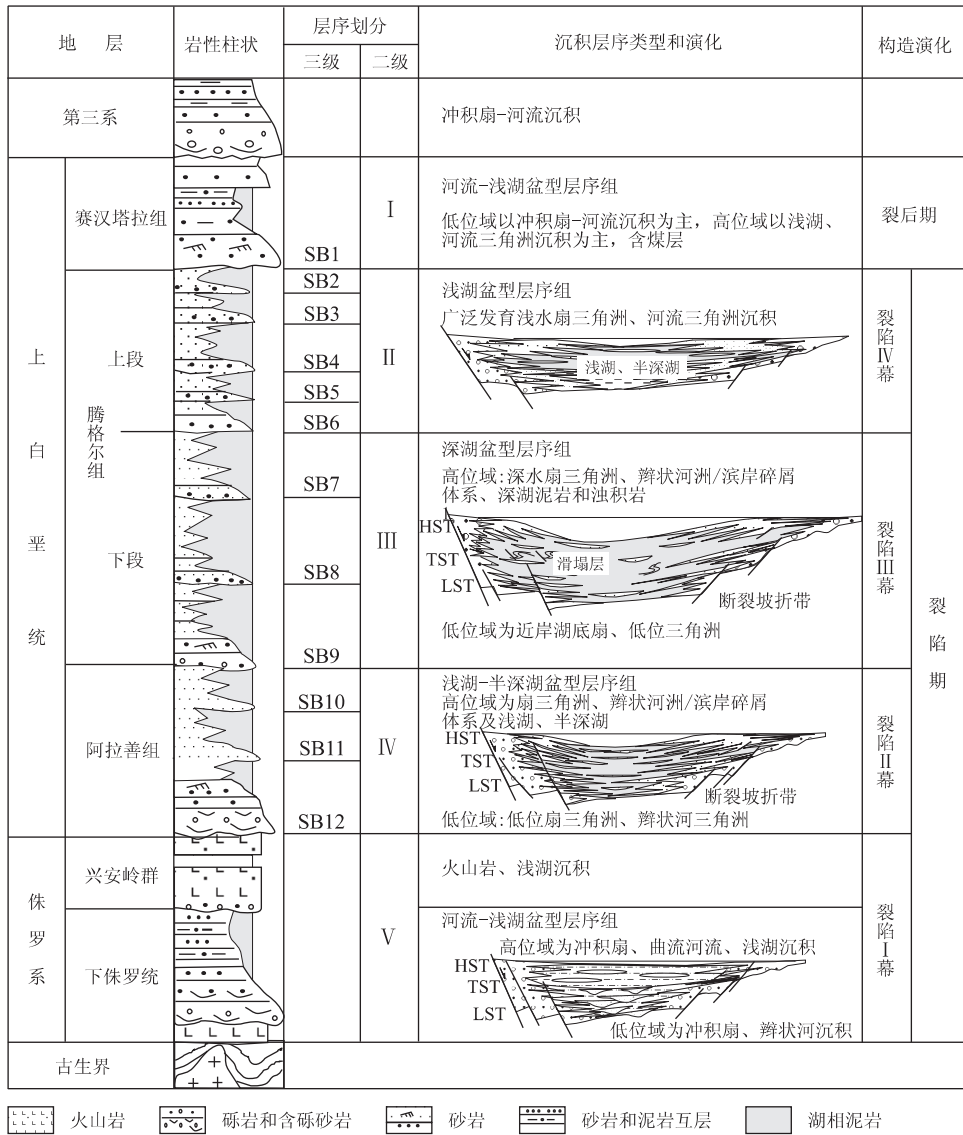 地 层
岩性柱状
层序划分
三级
二级
沉积层序类型和演化
构造演化
第三系
冲积扇-河流沉积
上白垩统
赛汉塔拉组
SB1
I
河流-浅湖盆型层序组
低位域以冲积扇-河流沉积为主，高位域以浅湖、
河流三角洲沉积为主，含煤层
裂后期
腾格尔组
上段
SB2
SB3
SB4
SB5
SB6
II
浅湖盆型层序组
广泛发育浅水扇三角洲、河流三角洲沉积
浅湖、半深湖
裂陷IV幕
裂陷期
下段
SB7
SB8
SB9
III
深湖盆型层序组
高位域:深水扇三角洲、辫状河洲/滨岸碎屑
体系、深湖泥岩和浊积岩
HST
TST
LST
滑塌层
断裂坡折带
低位域为近岸湖底扇、低位三角洲
裂陷III幕
阿拉善组
SB10
SB11
SB12
IV
浅湖-半深湖盆型层序组
高位域为扇三角洲、辫状河洲/滨岸碎屑
体系及浅湖、半深湖
HST
TST
LST
断裂坡折带
低位域:低位扇三角洲、辫状河三角洲
裂陷II幕
侏罗系
兴安岭群
V
火山岩、浅湖沉积
下侏罗统
河流-浅湖盆型层序组
高位域为冲积扇、曲流河流、浅湖沉积
HST
TST
LST
低位域为冲积扇、辫状河沉积
裂陷I幕
古生界
火山岩
砾岩和含砾砂岩
砂岩
砂岩和泥岩互层
湖相泥岩